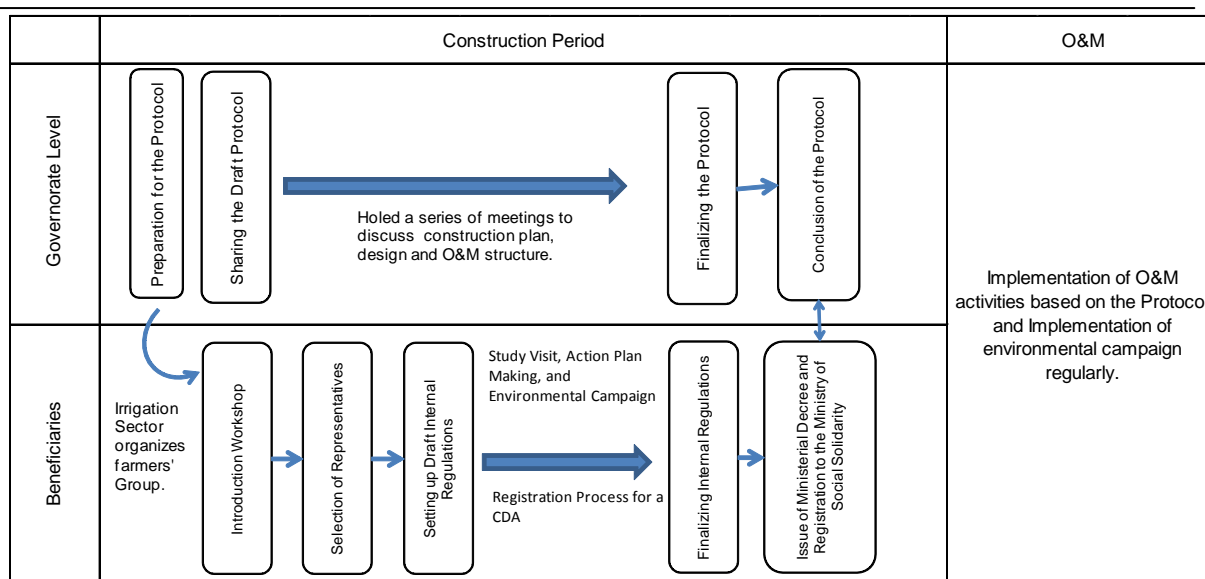 Construction Period
O&M
Governorate Level
Preparation for the Protocol
Sharing the Draft Protocol
Holed a series of meetings to
discuss construction plan,
design and O&M structure.
Finalizing the Protocol
Conclusion of the Protocol
Implementation of O&M
activities based on the Protoco
and Implementation of
environmental campaign
regularly.
Beneficiaries
Irrigation
Sector
organizes
farmers'
Group.
Introduction Workshop
Selection of Representatives
Setting up Draft Internal
Regulations
Study Visit, Action Plan
Making, and
Environmental Campaign
Registration Process for a
CDA
Finalizing Internal Regulations
Issue of Ministerial Decree and
Registration to the Ministry of
Social Solidarity